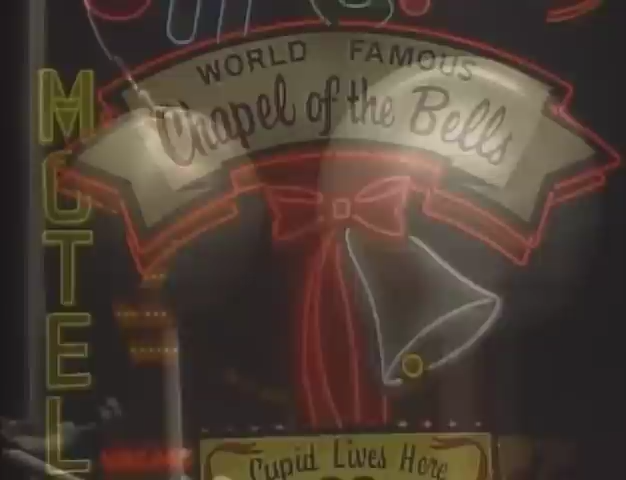 WORLD FAMOUS
Chapel of the Bells
MOTEL
Cupid Lives Here